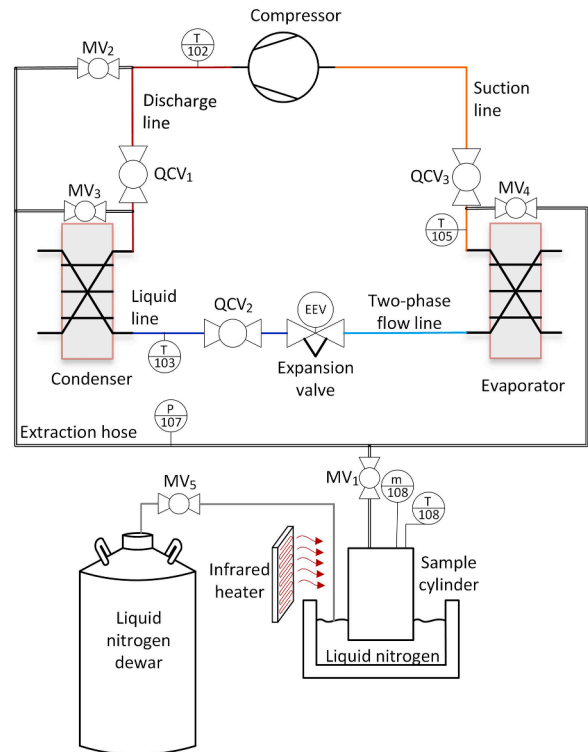 Compressor
MV2
T
102
Discharge
line
Suction
line
QCV1
QCV3
MV3
MV4
T
105
Liquid
line
QCV2
EEV
Two-phase
flow line
T
103
Condenser
Expansion
valve
Evaporator
Extraction hose
P
107
MV1
m
108
T
108
MV5
Infrared
heater
Sample
cylinder
Liquid
nitrogen
dewar
Liquid nitrogen